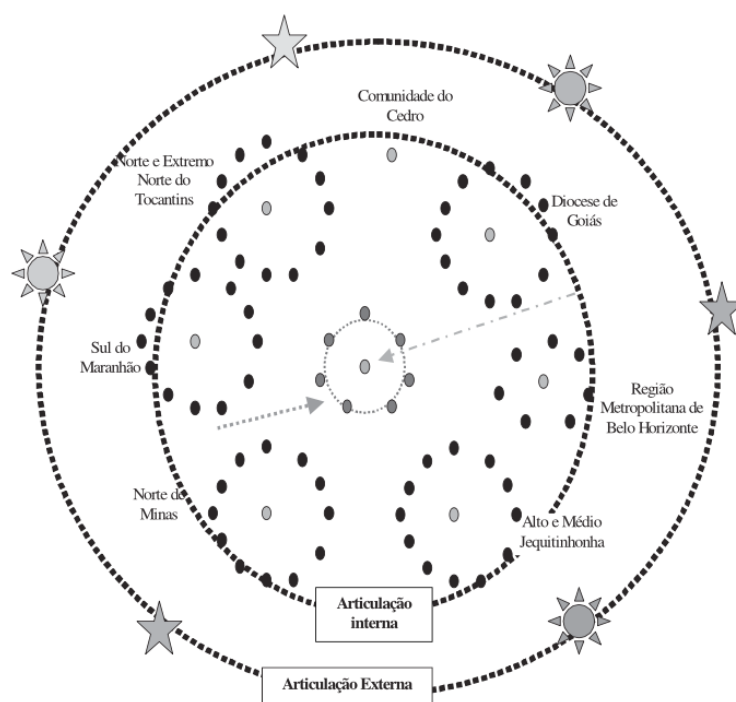 Comunidade do
Cedro
Norte e Extremo
Norte do
Tocantins
Diocese de
Goiás
Sul do
Maranhão
Região
Metropolitana de
Belo Horizonte
Norte de
Minas
Alto e Médio
Jequitinhonha
Articulação
interna
Articulação Externa